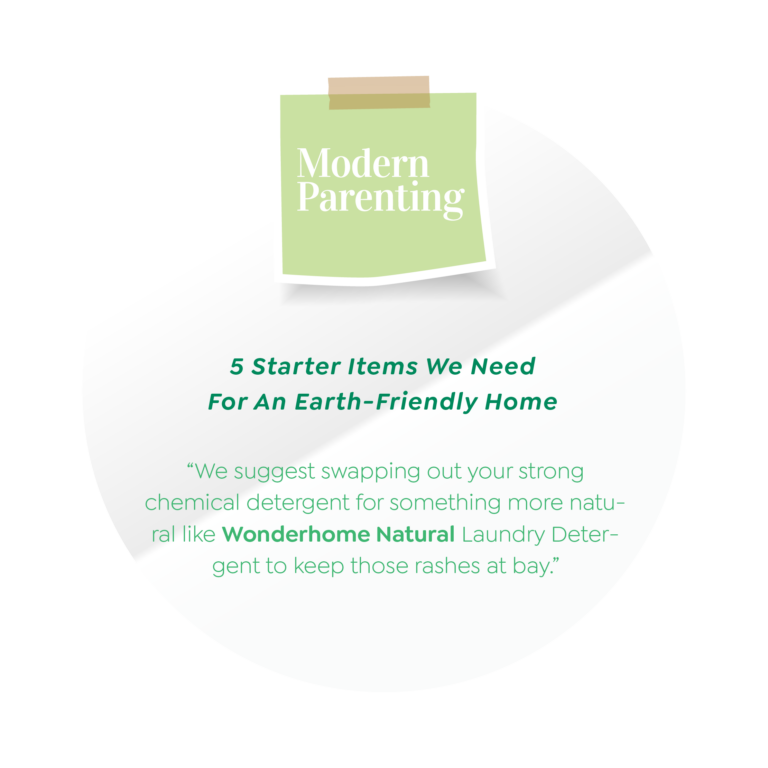 Modern
Parenting
5 Starter Items We Need
For An Earth-Friendly Home
“We suggest swapping out your strong
chemical detergent for something more natu-
ral like Wonderhome Natural Laundry Deter-
gent to keep those rashes at bay.”